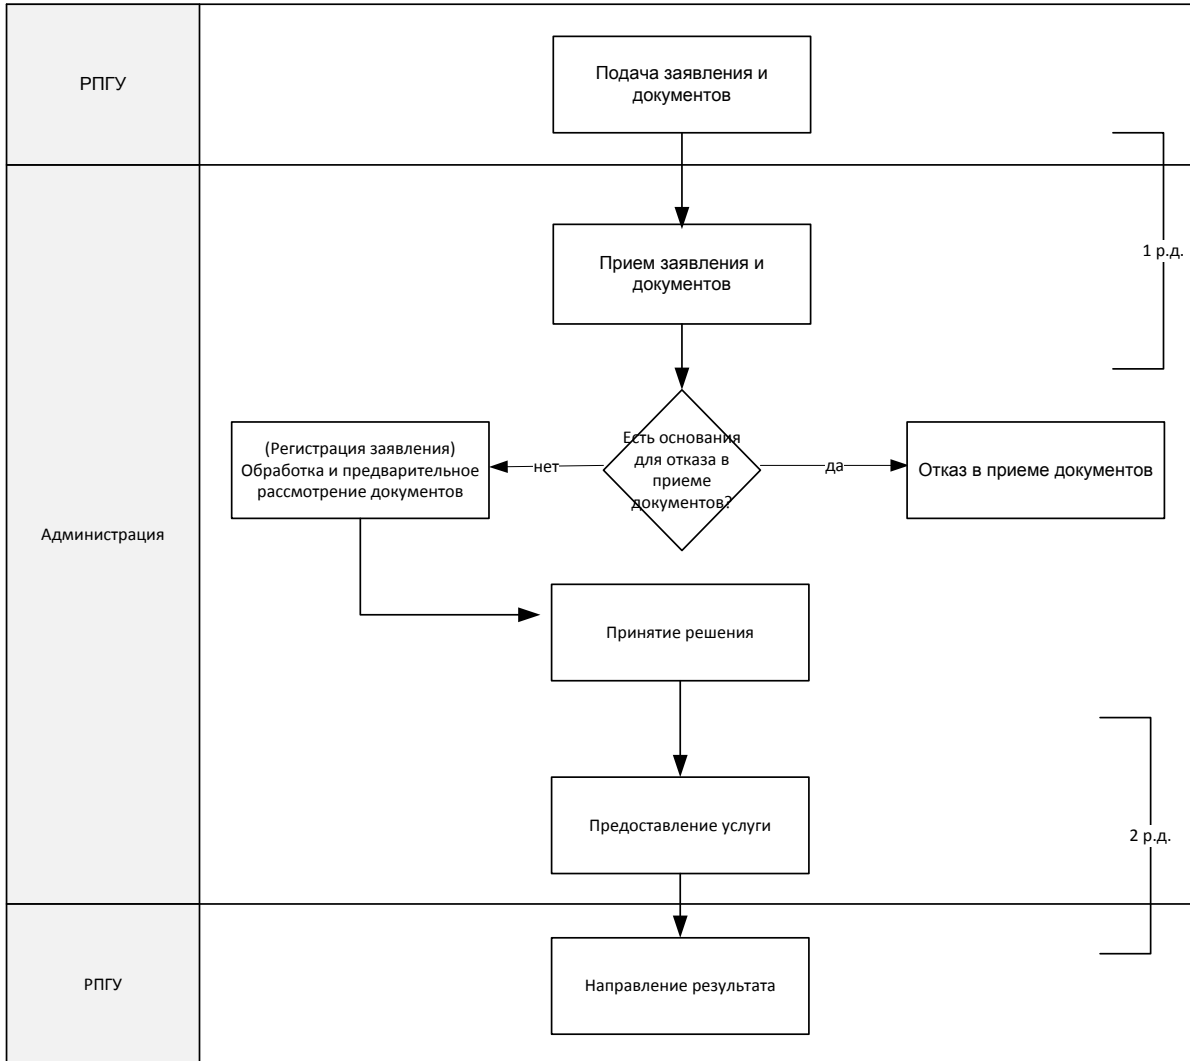 РПГУ
Подача заявления и
документов
Администрация
Прием заявления и
документов
1 р.д.
Есть основания
для отказа в
приеме
документов?
нет
да
(Регистрация заявления)
Обработка и предварительное
рассмотрение документов
Отказ в приеме документов
Принятие решения
Предоставление услуги
2 р.д.
РПГУ
Направление результата